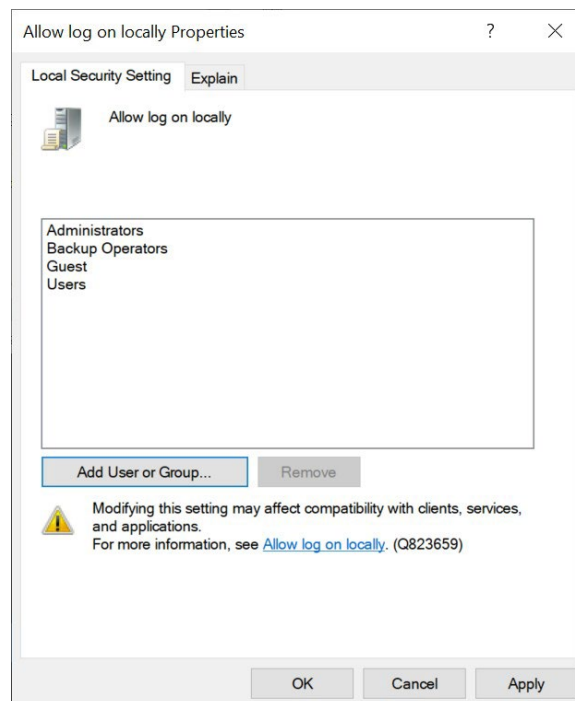 Allow log on locally Properties
?
Local Security Setting
Explain
Allow log on locally
Administrators
Backup Operators
Guest
Users
Add User or Group...
Remove
Modifying this setting may affect compatibility with clients, services,
and applications.
For more information, see Allow log on locally. (Q823659)
OK
Cancel
Apply